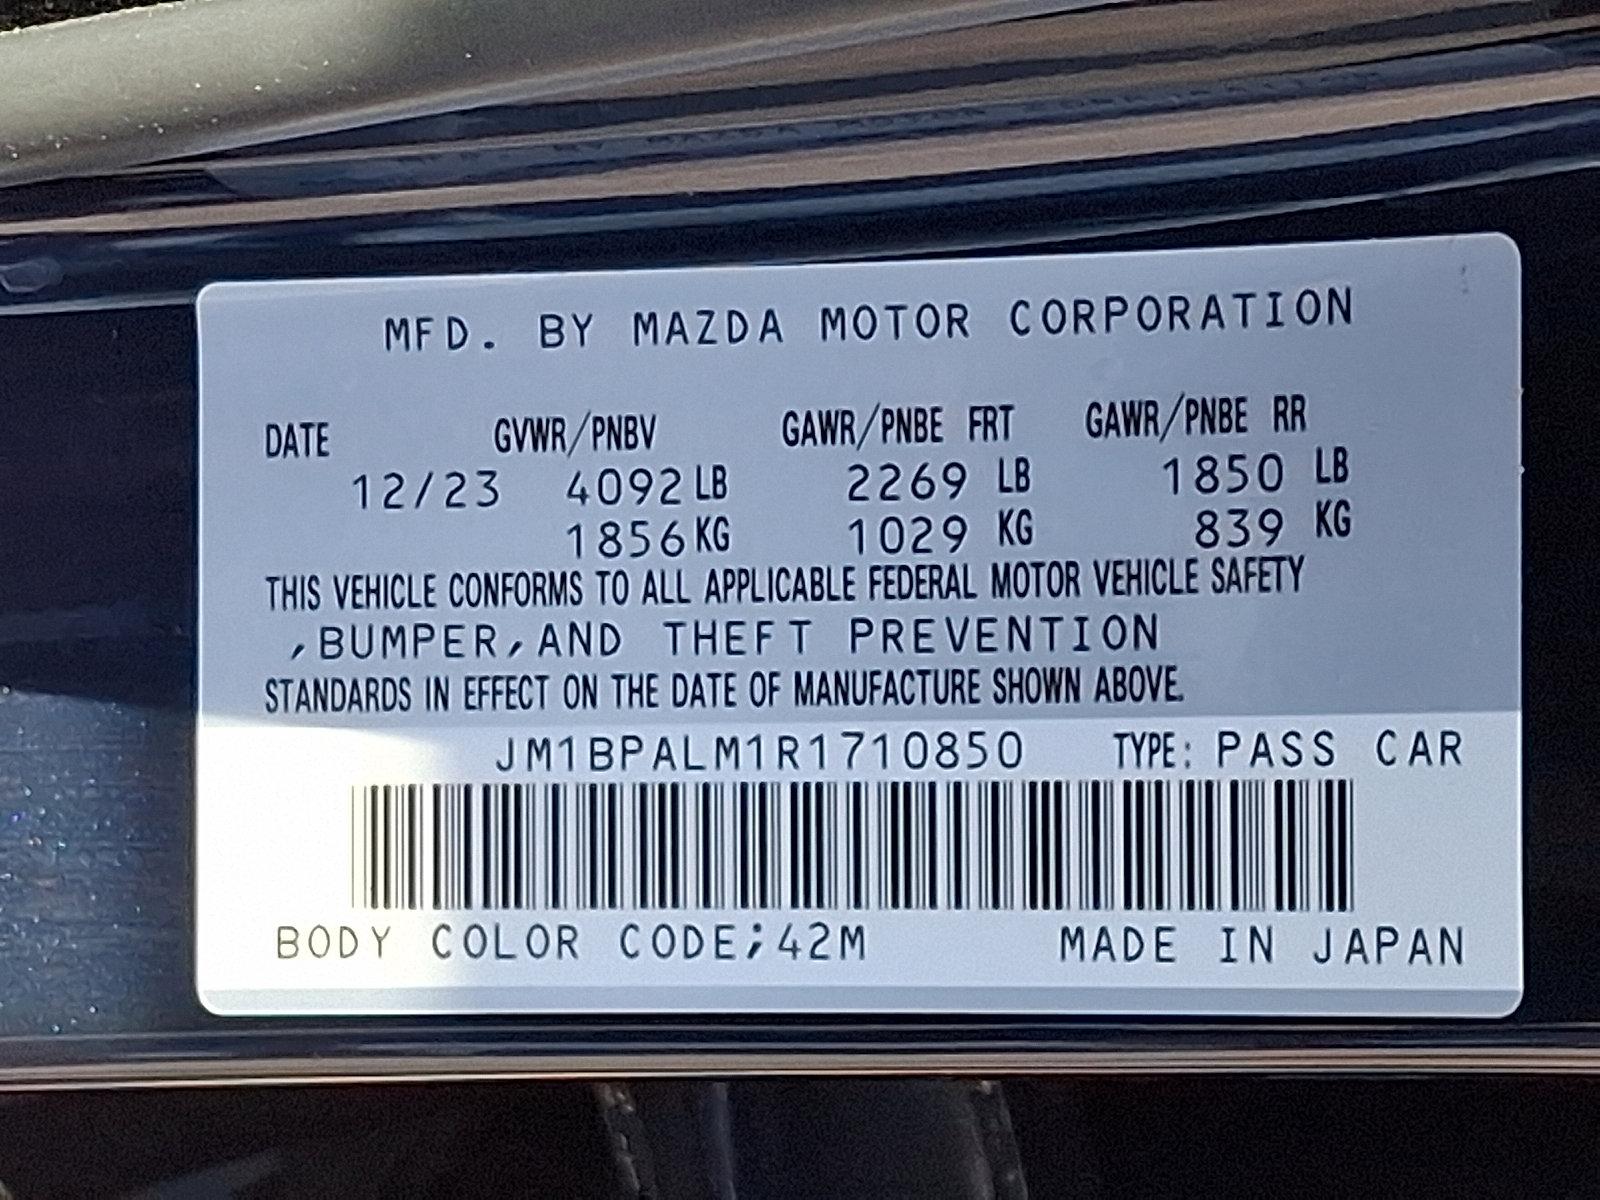 MFD. BY MAZDA MOTOR CORPORATION
DATE GVWR/PNBV GAWR/PNBE FRT GAWR/PNBE RR
12/23 4092 LB 2269 LB 1850 LB
1856 KG 1029 KG 839 KG
THIS VEHICLE CONFORMS TO ALL APPLICABLE FEDERAL MOTOR VEHICLE SAFETY
,BUMPER,AND THEFT PREVENTION
STANDARDS IN EFFECT ON THE DATE OF MANUFACTURE SHOWN ABOVE.
JM1BPALM1R1710850 TYPE: PASS CAR
BODY COLOR CODE;42M MADE IN JAPAN